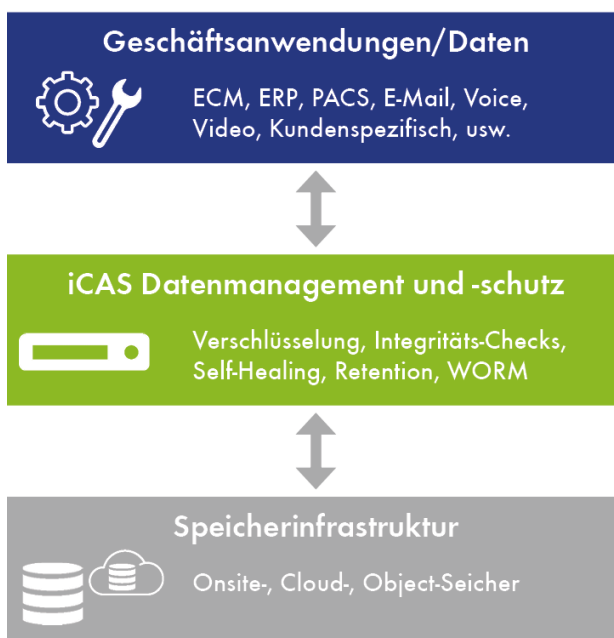 Geschäftsanwendungen/Daten
ECM, ERP, PACS, E-Mail, Voice,
Video, Kundenspezifisch, usw.
iCAS Datenmanagement und -schutz
Verschlüsselung, Integritäts-Checks,
Self-Healing, Retention, WORM
Speicherinfrastruktur
Onsite-, Cloud-, Object-Seicher